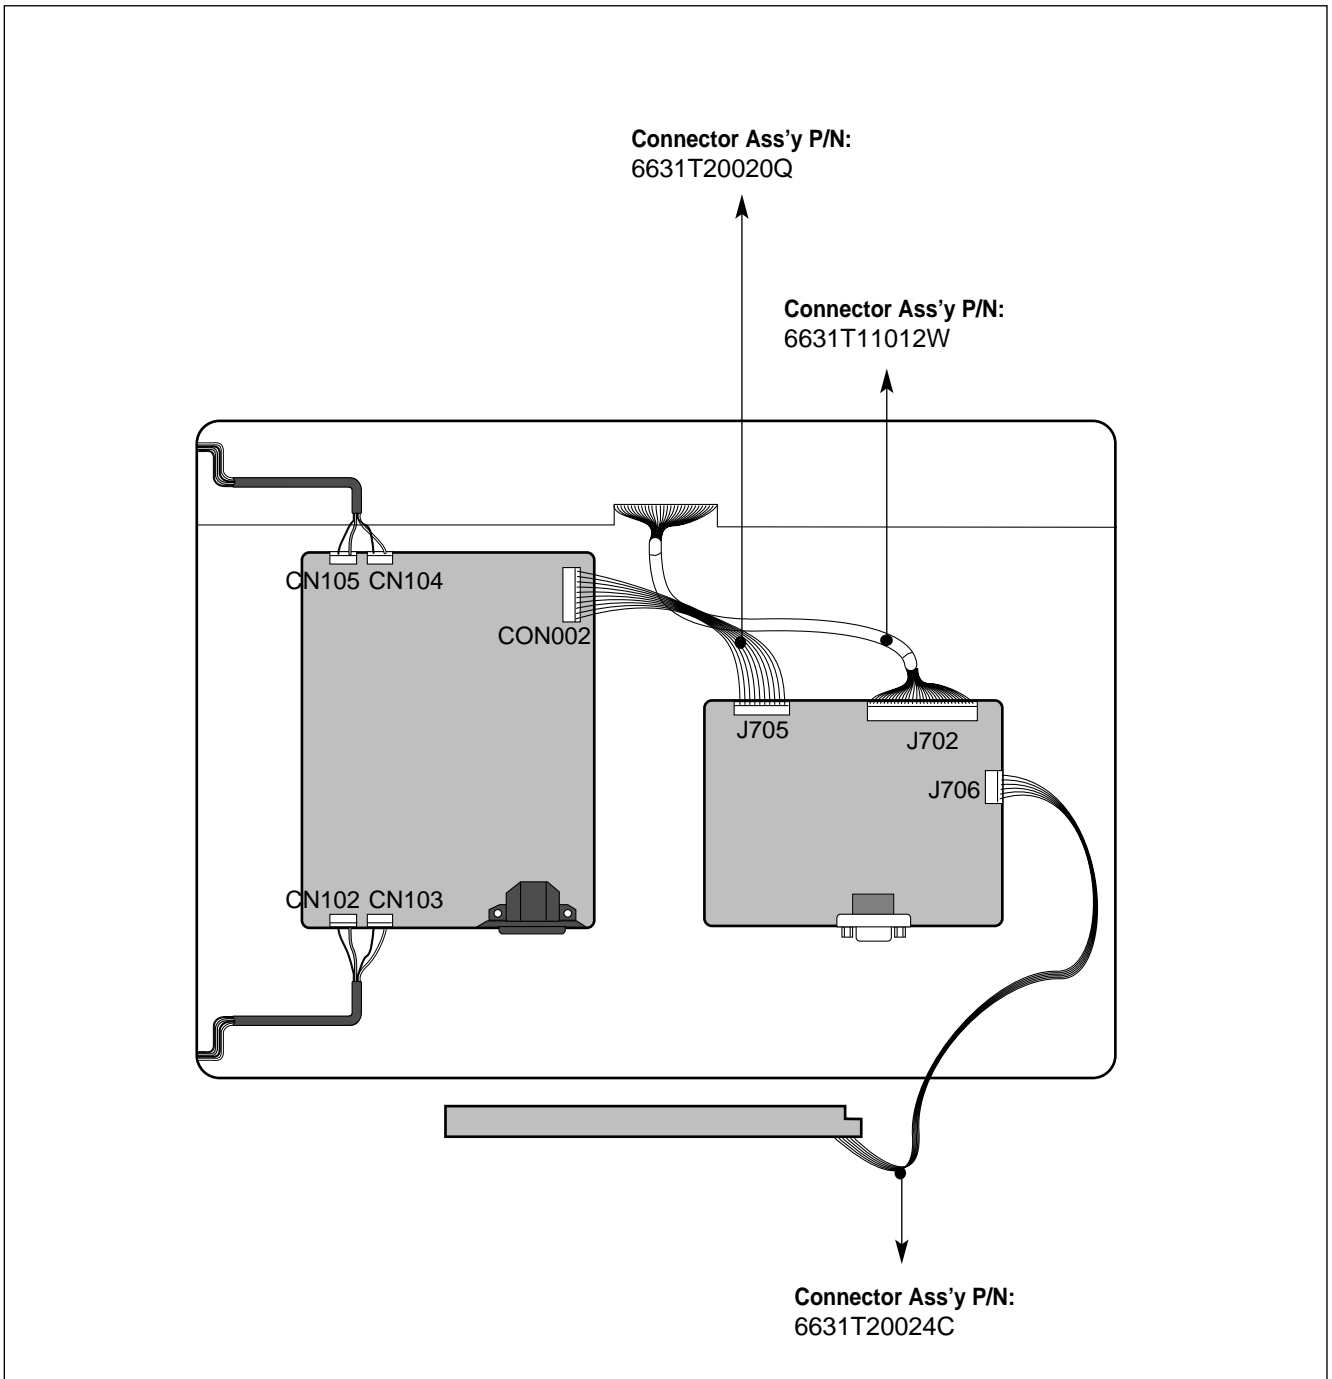 Connector Ass’y P/N:
6631T20020Q
Connector Ass’y P/N:
6631T11012W
CN105 CN104
CON002
J705
J702
J706
CN102 CN103
Connector Ass’y P/N:
6631T20024C